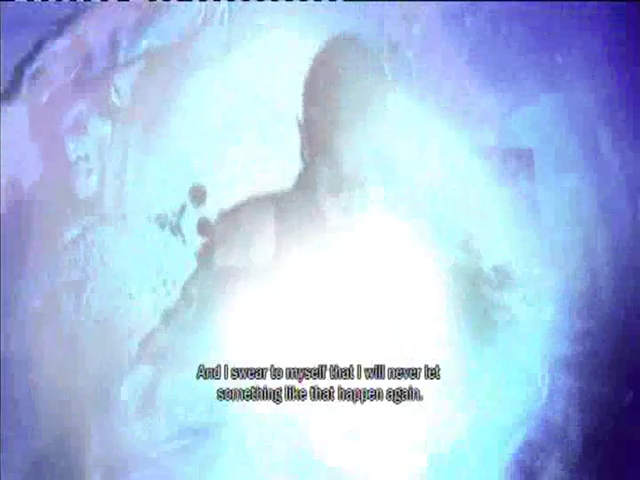 And I swear to myself that I will never let
something like that happen again.